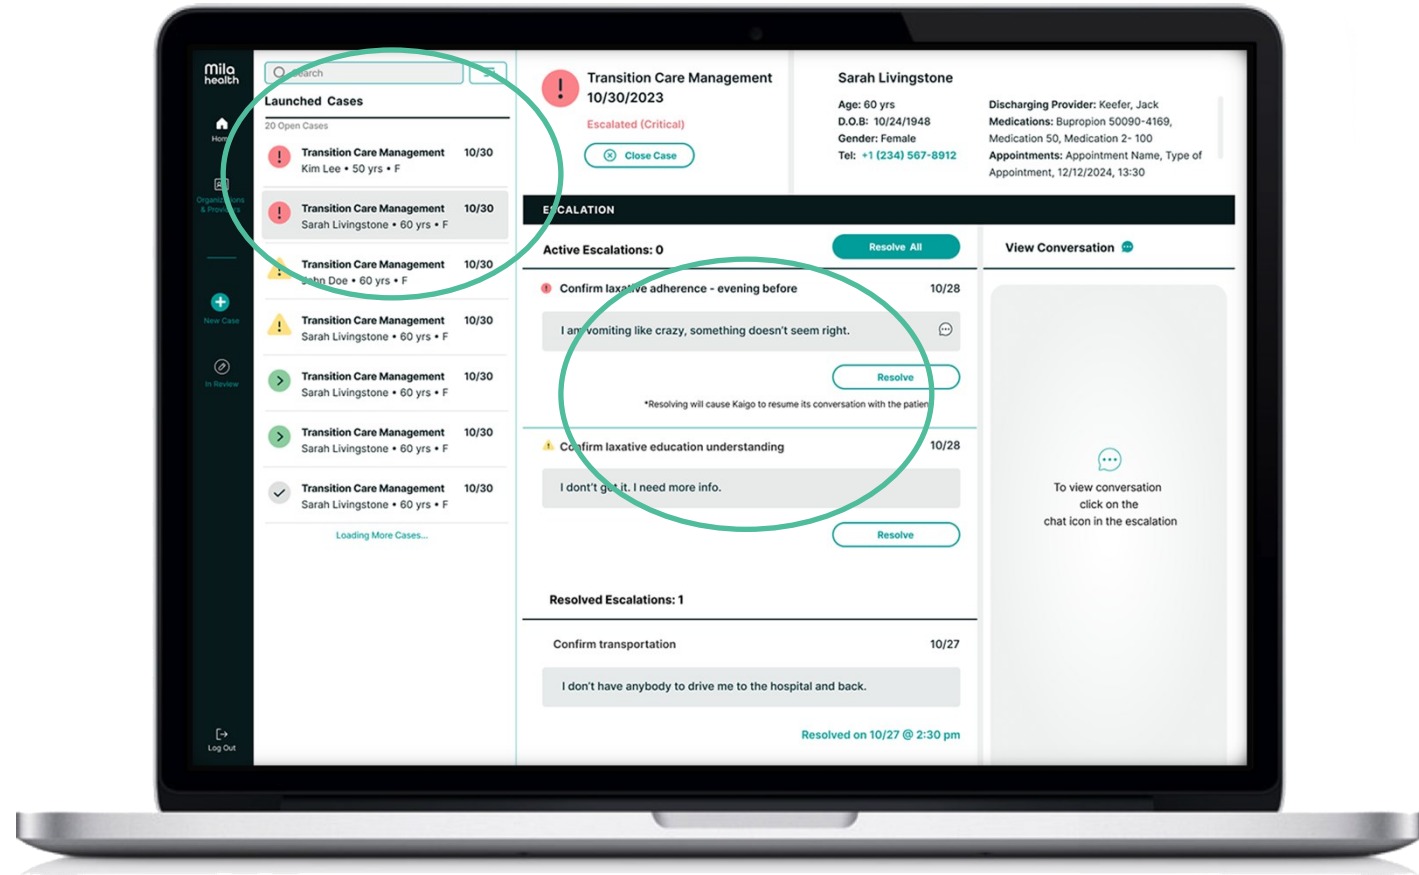 Mila
health
Home
Organizations
& Providers
New Case
In Review
Log Out
Search
Launched Cases
20 Open Cases
Transition Care Management 10/30
Kim Lee • 50 yrs • F
Transition Care Management 10/30
Sarah Livingstone • 60 yrs • F
Transition Care Management 10/30
John Doe • 60 yrs • F
Transition Care Management 10/30
Sarah Livingstone • 60 yrs • F
Transition Care Management 10/30
Sarah Livingstone • 60 yrs • F
Transition Care Management 10/30
Sarah Livingstone • 60 yrs • F
Transition Care Management 10/30
Sarah Livingstone • 60 yrs • F
Loading More Cases...
Transition Care Management
10/30/2023
Escalated (Critical)
Close Case
Sarah Livingstone
Age: 60 yrs
D.O.B: 10/24/1948
Gender: Female
Tel: +1 (234) 567-8912
Discharging Provider: Keefer, Jack
Medications: Bupropion 50090-4169,
Medication 50, Medication 2- 100
Appointments: Appointment Name, Type of
Appointment, 12/12/2024, 13:30
ESCALATION
Active Escalations: 0
Resolve All
Confirm laxative adherence - evening before 10/28
I am vomiting like crazy, something doesn't seem right.
Resolve
*Resolving will cause Kaigo to resume its conversation with the patient
Confirm laxative education understanding 10/28
I dont't get it. I need more info.
Resolve
Resolved Escalations: 1
Confirm transportation 10/27
I don't have anybody to drive me to the hospital and back.
Resolved on 10/27 @ 2:30 pm
View Conversation
To view conversation
click on the
chat icon in the escalation